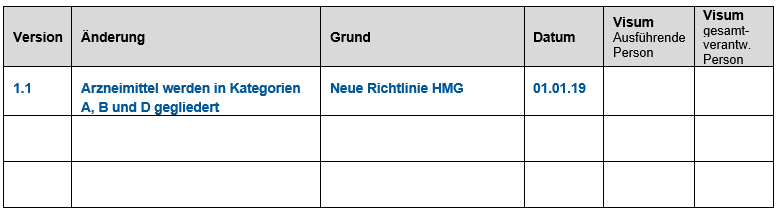 Version
Änderung
Grund
Datum
Visum
Ausführende
Person
Visum
gesamt-
verantw.
Person
1.1
Arzneimittel werden in Kategorien
A, B und D gegliedert
Neue Richtlinie HMG
01.01.19